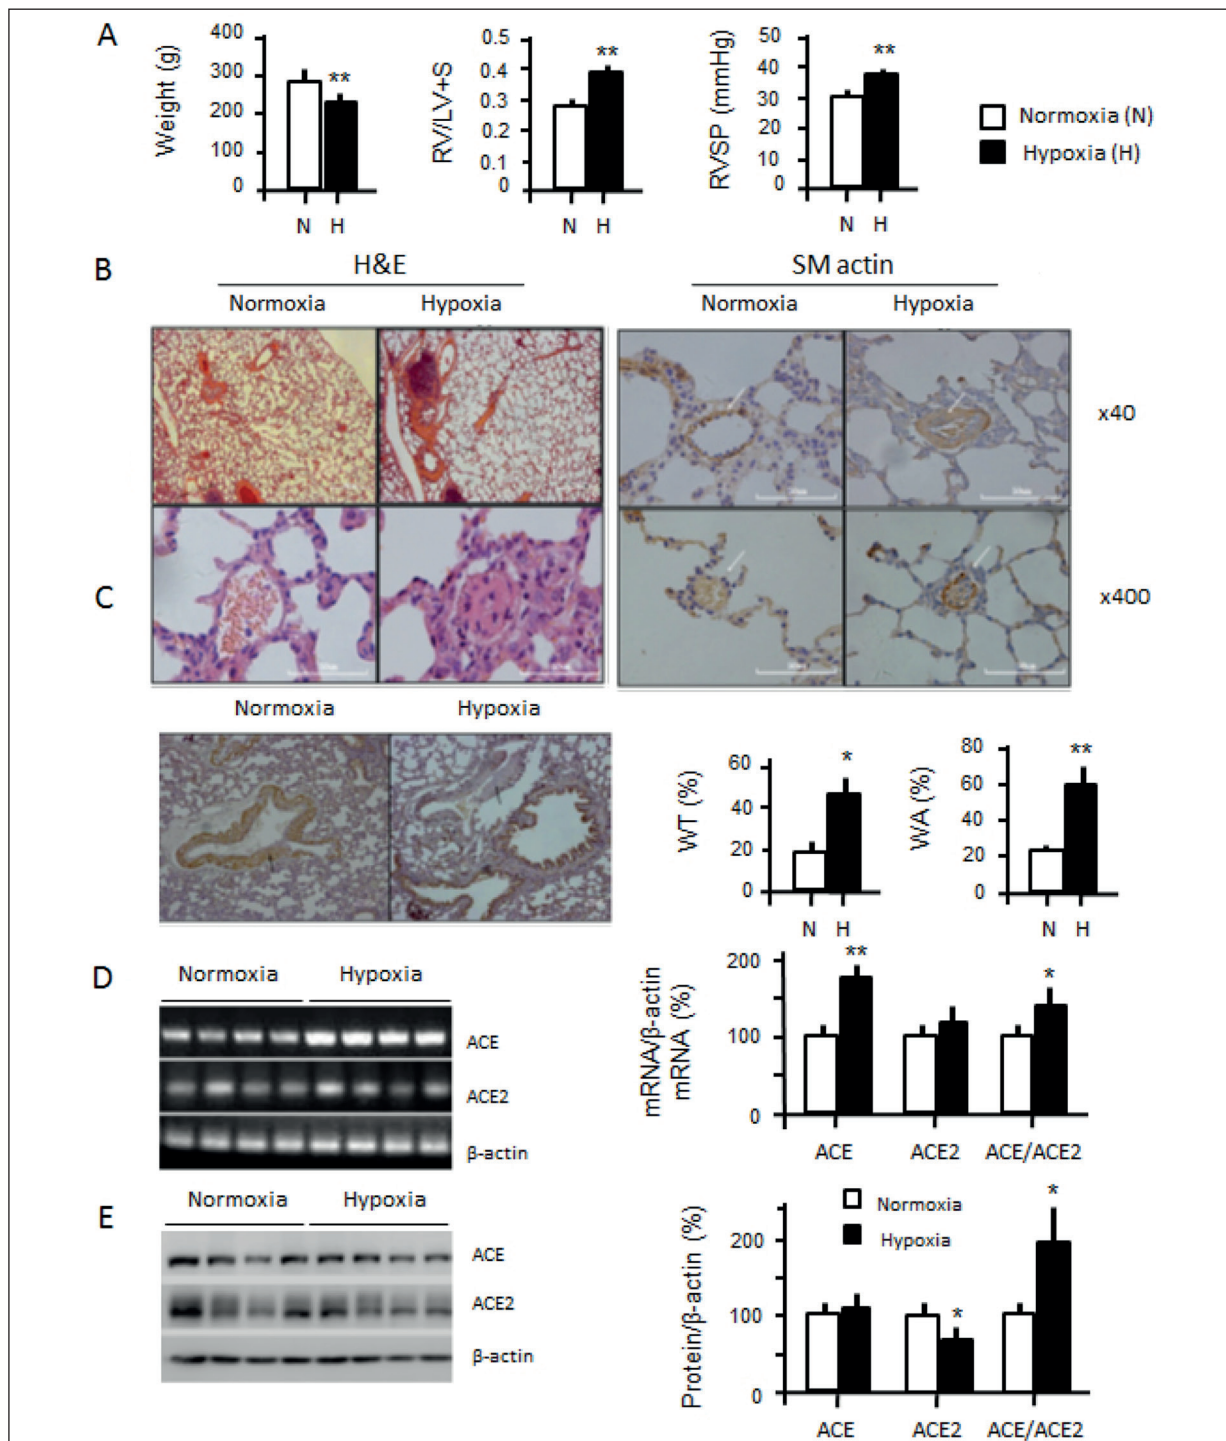 A
Weight (g)
400
300
200
100
0
**
N H
RV/LV+S
0.5
0.4
0.3
0.2
0.1
0
**
N H
RVSP (mmHg)
50
40
30
20
10
0
**
N H
Normoxia (N)
Hypoxia (H)
B
H&E
SM actin
Normoxia Hypoxia
Normoxia Hypoxia
x40
x400
C
Normoxia Hypoxia
WT (%)
60
40
20
0
*
N H
WA (%)
80
60
40
20
0
**
N H
D
Normoxia Hypoxia
ACE
ACE2
β-actin
mRNA/β-actin
mRNA (%)
200
100
0
**
*
ACE ACE2 ACE/ACE2
E
Normoxia Hypoxia
ACE
ACE2
β-actin
Protein/β-actin (%)
200
100
0
Normoxia
Hypoxia
*
*
ACE ACE2 ACE/ACE2